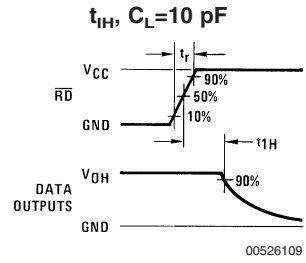 tIH, CL=10 pF
tr
VCC
90%
RD
50%
10%
GND
t1H
VOH
90%
DATA
OUTPUTS
GND
00526109